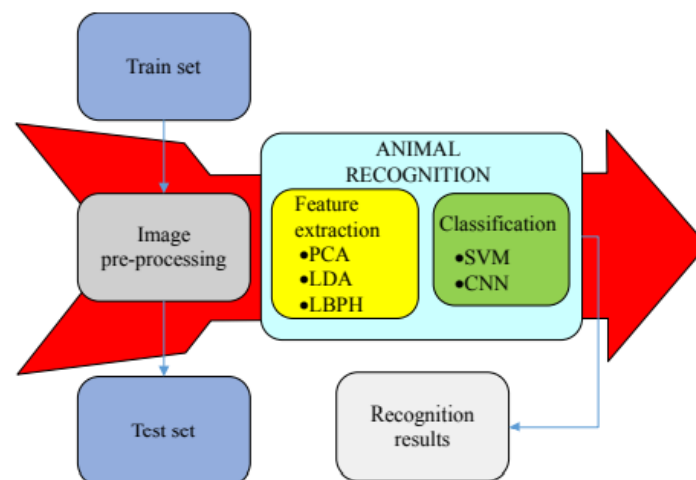 Train set
Image
pre-processing
Test set
ANIMAL
RECOGNITION
Feature
extraction
•PCA
•LDA
•LBPH
Classification
•SVM
•CNN
Recognition
results